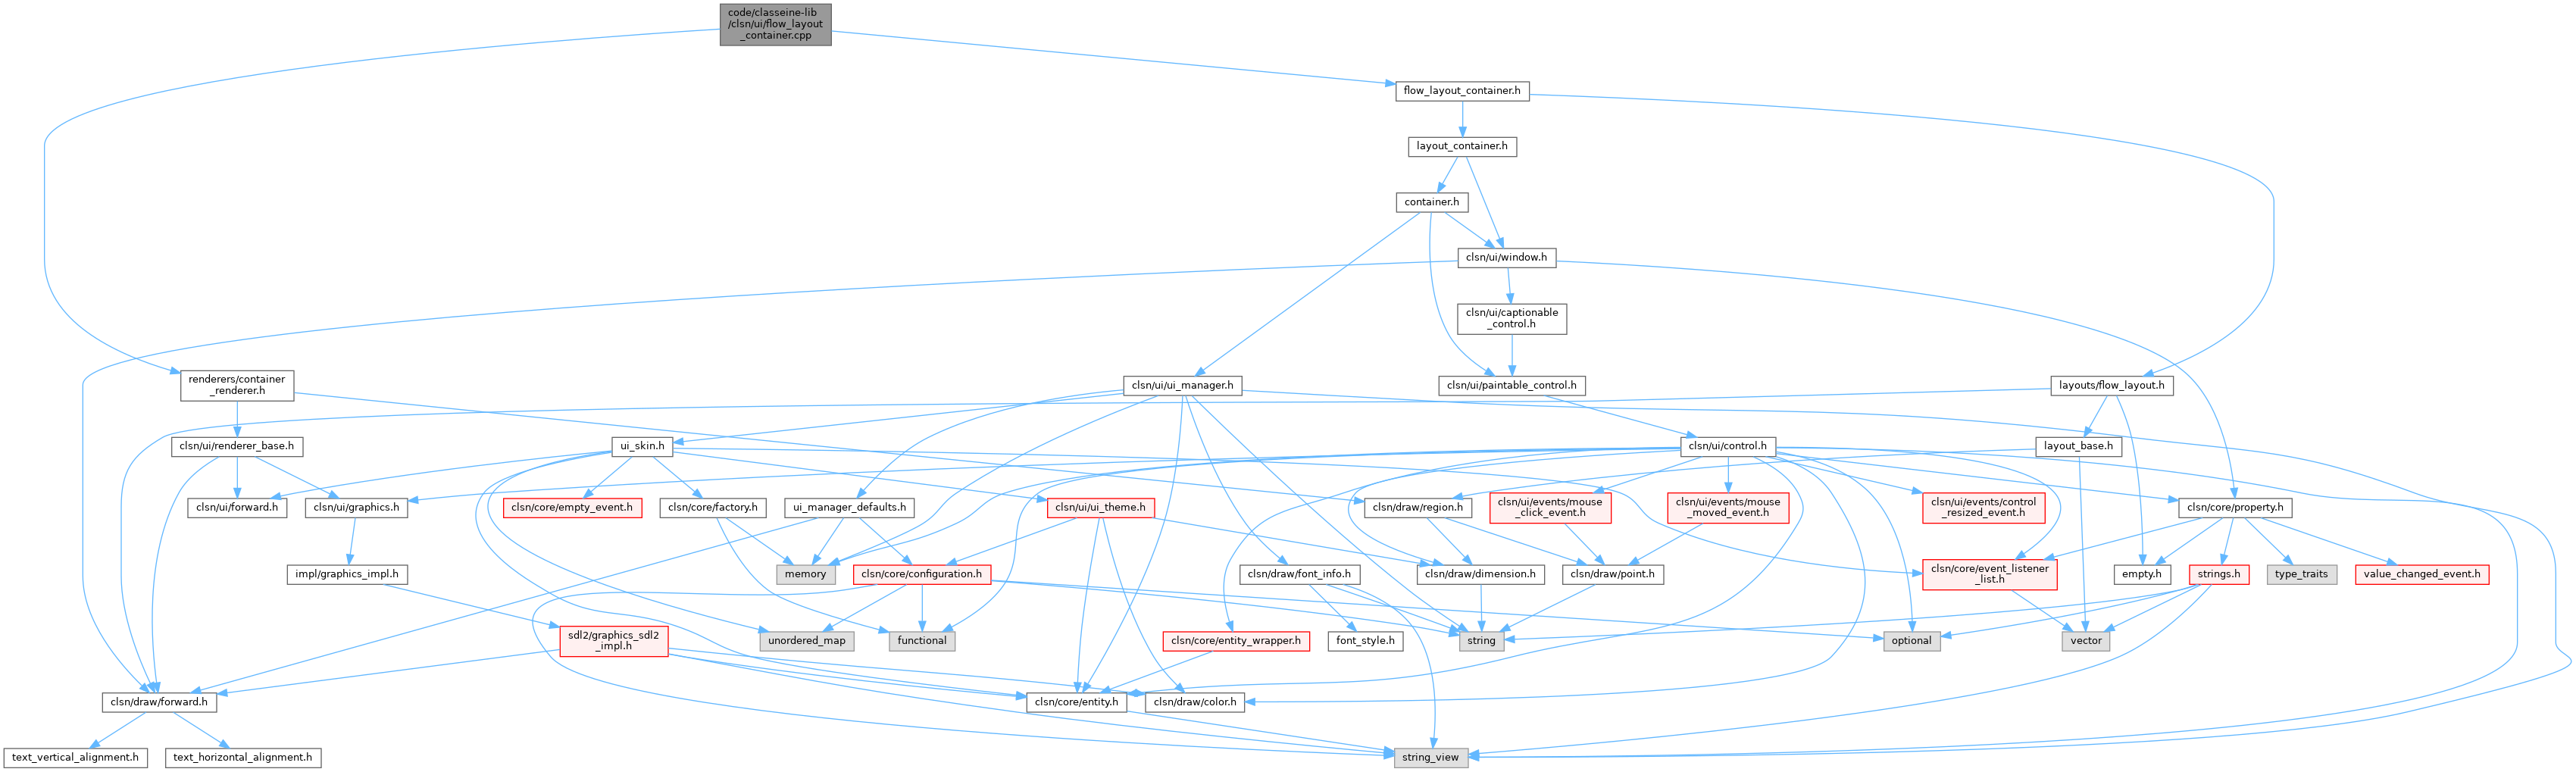 code/classeine-lib
/clsn/ui/flow_layout
_container.cpp
flow_layout_container.h
layout_container.h
container.h
clsn/ui/window.h
clsn/ui/captionable
_control.h
renderers/container
_renderer.h
clsn/ui/ui_manager.h
clsn/ui/paintable_control.h
layouts/flow_layout.h
clsn/ui/renderer_base.h
ui_skin.h
clsn/ui/control.h
layout_base.h
clsn/ui/forward.h
clsn/ui/graphics.h
clsn/core/empty_event.h
clsn/core/factory.h
ui_manager_defaults.h
clsn/ui/ui_theme.h
clsn/draw/region.h
clsn/ui/events/mouse
_click_event.h
clsn/ui/events/mouse
_moved_event.h
clsn/ui/events/control
_resized_event.h
clsn/core/property.h
impl/graphics_impl.h
memory
clsn/core/configuration.h
clsn/draw/font_info.h
clsn/draw/dimension.h
clsn/draw/point.h
clsn/core/event_listener
_list.h
empty.h
strings.h
type_traits
value_changed_event.h
sdl2/graphics_sdl2
_impl.h
unordered_map
functional
clsn/core/entity_wrapper.h
font_style.h
string
optional
vector
clsn/draw/forward.h
clsn/core/entity.h
clsn/draw/color.h
text_vertical_alignment.h
text_horizontal_alignment.h
string_view